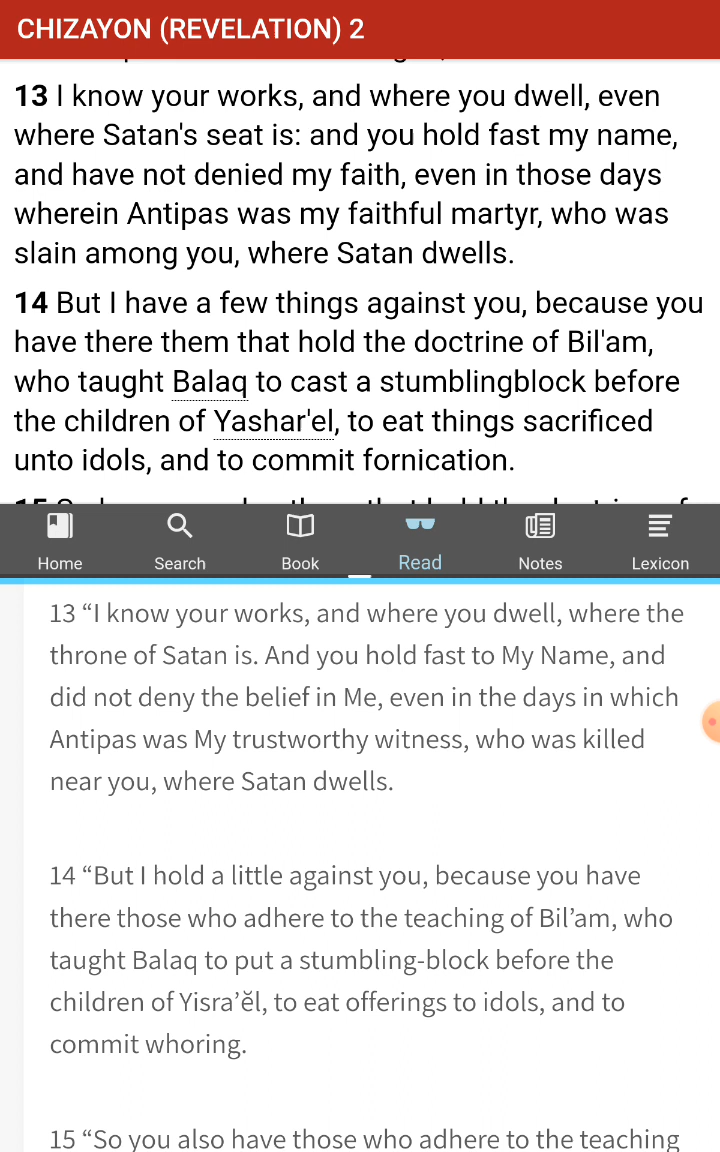 CHIZAYON (REVELATION) 2
13 I know your works, and where you dwell, even
where Satan's seat is: and you hold fast my name,
and have not denied my faith, even in those days
wherein Antipas was my faithful martyr, who was
slain among you, where Satan dwells.
14 But I have a few things against you, because you
have there them that hold the doctrine of Bil'am,
who taught Balaq to cast a stumblingblock before
the children of Yashar'el, to eat things sacrificed
unto idols, and to commit fornication.
Home Search Book Read Notes Lexicon
13 “I know your works, and where you dwell, where the
throne of Satan is. And you hold fast to My Name, and
did not deny the belief in Me, even in the days in which
Antipas was My trustworthy witness, who was killed
near you, where Satan dwells.
14 “But I hold a little against you, because you have
there those who adhere to the teaching of Bil’am, who
taught Balaq to put a stumbling-block before the
children of Yisra’ĕl, to eat offerings to idols, and to
commit whoring.
15 “So you also have those who adhere to the teaching